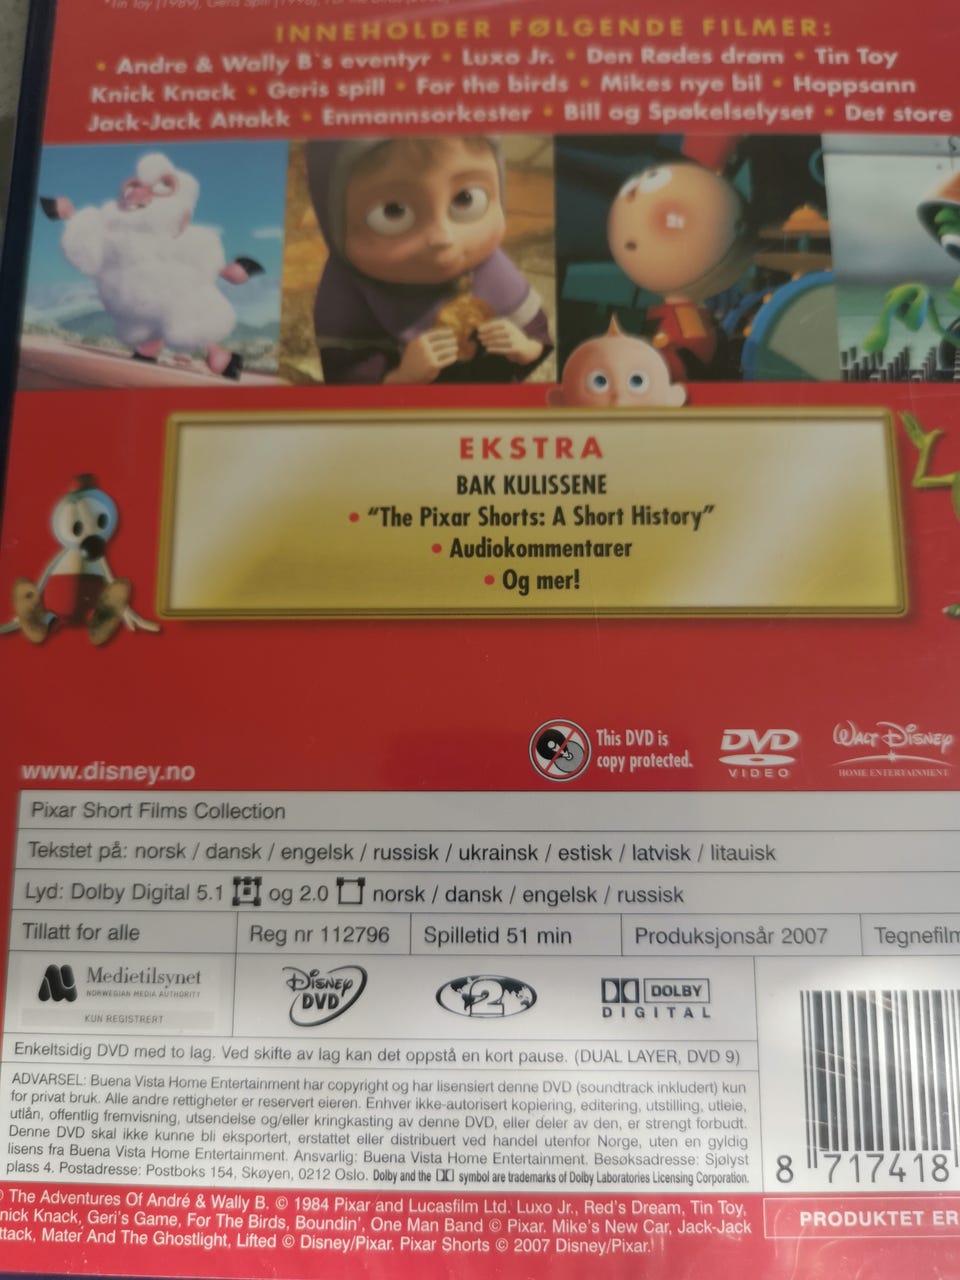 INNEHOLDER FØLGENDE FILMER:
• Andre & Wally B's eventyr • Luxo Jr. • Den Rødes drøm • Tin Toy
Knick Knack • Geris spill • For the birds • Mikes nye bil • Hoppsann
Jack-Jack Attakk • Enmannsorkester • Bill og Spøkelselyset • Det store
EKSTRA
BAK KULISSENE
• "The Pixar Shorts: A Short History"
• Audiokommentarer
• Og mer!
This DVD is
copy protected.
DVD
VIDEO
WALT DISNEY
HOME ENTERTAINMENT
www.disney.no
Pixar Short Films Collection
Tekstet på: norsk / dansk / engelsk / russisk / ukrainsk / estisk / latvisk / litauisk
Lyd: Dolby Digital 5.1 og 2.0 norsk / dansk / engelsk / russisk
Tillatt for alle
Reg nr 112796
Spilletid 51 min
Produksjonsår 2007
Tegnefilm
Medietilsynet
NORWEGIAN MEDIA AUTHORITY
KUN REGISTRERT
DISNEY
DVD
2
DOLBY
DIGITAL
Enkeltsidig DVD med to lag. Ved skifte av lag kan det oppstå en kort pause. (DUAL LAYER, DVD 9)
ADVARSEL: Buena Vista Home Entertainment har copyright og har lisensiert denne DVD (soundtrack inkludert) kun
for privat bruk. Alle andre rettigheter er reservert eieren. Enhver ikke-autorisert kopiering, editering, utstilling, utleie,
utlån, offentlig fremvisning, utsendelse og/eller kringkasting av denne DVD, eller deler av den, er strengt forbudt.
Denne DVD skal ikke kunne bli eksportert, erstattet eller distribuert ved handel utenfor Norge, uten en gyldig
lisens fra Buena Vista Home Entertainment. Ansvarlig: Buena Vista Home Entertainment. Besøksadresse: Sjølyst
plass 4. Postadresse: Postboks 154, Skøyen, 0212 Oslo. Dolby and the symbol are trademarks of Dolby Laboratories Licensing Corporation.
8 717418
© The Adventures Of André & Wally B. © 1984 Pixar and Lucasfilm Ltd. Luxo Jr., Red's Dream, Tin Toy,
nick Knack, Geri's Game, For The Birds, Boundin', One Man Band © Pixar. Mike's New Car, Jack-Jack
ttack, Mater And The Ghostlight, Lifted © Disney/Pixar. Pixar Shorts © 2007 Disney/Pixar.
PRODUKTET ER